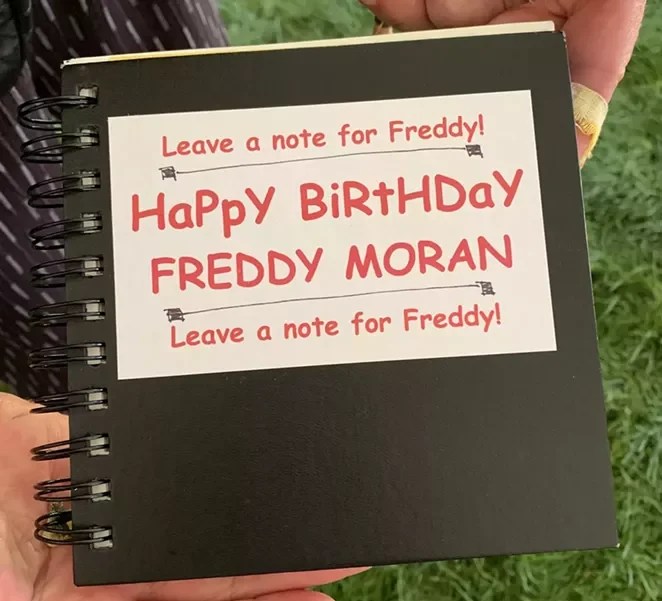 Leave a note for Freddy!
HaPpY BiRtHDaY
FREDDY MORAN
Leave a note for Freddy!